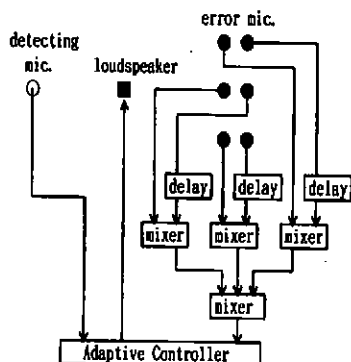 error mic.
detecting
mic.
loudspeaker
delay delay delay
mixer mixer mixer
mixer
Adaptive Controller